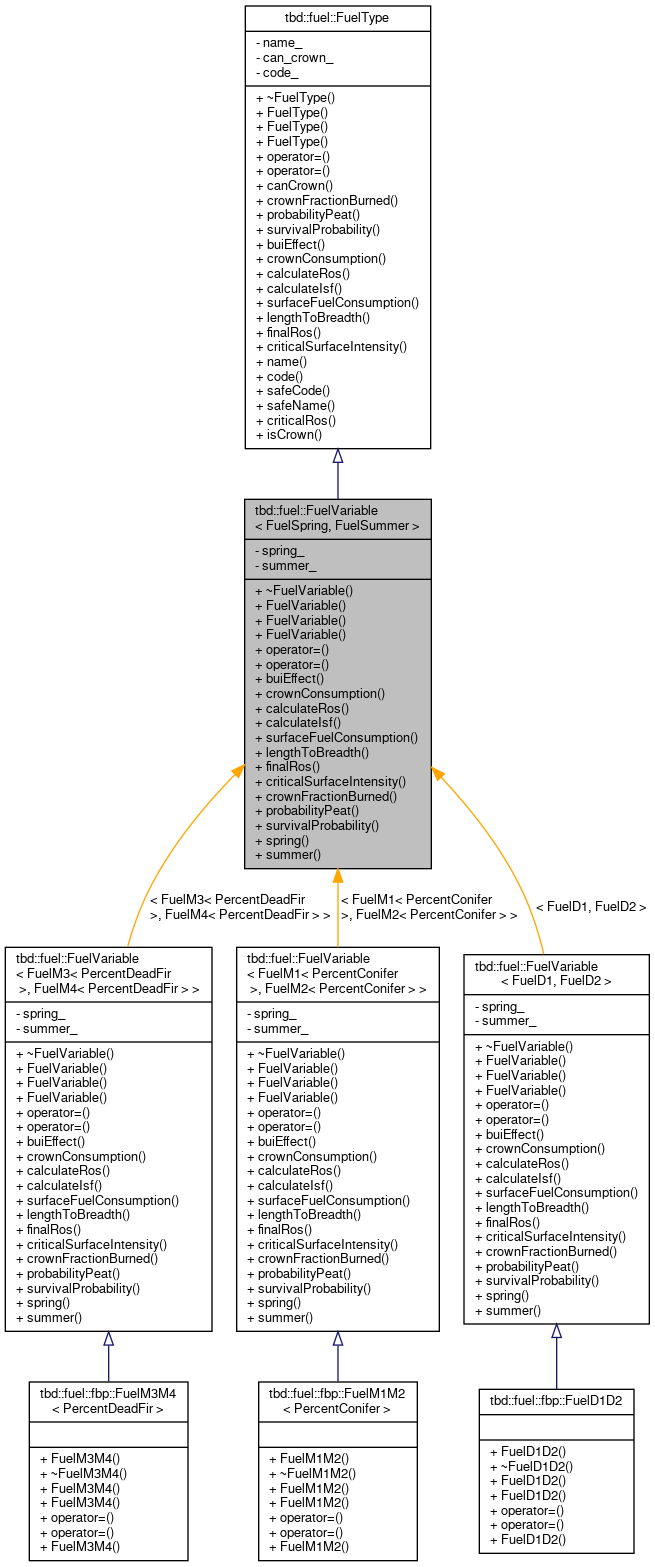 tbd::fuel::FuelType
- name_
- can_crown_
- code_
+ ~FuelType()
+ FuelType()
+ FuelType()
+ FuelType()
+ operator=()
+ operator=()
+ canCrown()
+ crownFractionBurned()
+ probabilityPeat()
+ survivalProbability()
+ buiEffect()
+ crownConsumption()
+ calculateRos()
+ calculateIsf()
+ surfaceFuelConsumption()
+ lengthToBreadth()
+ finalRos()
+ criticalSurfaceIntensity()
+ name()
+ code()
+ safeCode()
+ safeName()
+ criticalRos()
+ isCrown()
tbd::fuel::FuelVariable
< FuelSpring, FuelSummer >
- spring_
- summer_
+ ~FuelVariable()
+ FuelVariable()
+ FuelVariable()
+ FuelVariable()
+ operator=()
+ operator=()
+ buiEffect()
+ crownConsumption()
+ calculateRos()
+ calculateIsf()
+ surfaceFuelConsumption()
+ lengthToBreadth()
+ finalRos()
+ criticalSurfaceIntensity()
+ crownFractionBurned()
+ probabilityPeat()
+ survivalProbability()
+ spring()
+ summer()
< FuelM3< PercentDeadFir
>, FuelM4< PercentDeadFir > >
< FuelM1< PercentConifer
>, FuelM2< PercentConifer > >
< FuelD1, FuelD2 >
tbd::fuel::FuelVariable
< FuelM3< PercentDeadFir
>, FuelM4< PercentDeadFir > >
- spring_
- summer_
+ ~FuelVariable()
+ FuelVariable()
+ FuelVariable()
+ FuelVariable()
+ operator=()
+ operator=()
+ buiEffect()
+ crownConsumption()
+ calculateRos()
+ calculateIsf()
+ surfaceFuelConsumption()
+ lengthToBreadth()
+ finalRos()
+ criticalSurfaceIntensity()
+ crownFractionBurned()
+ probabilityPeat()
+ survivalProbability()
+ spring()
+ summer()
tbd::fuel::FuelVariable
< FuelM1< PercentConifer
>, FuelM2< PercentConifer > >
- spring_
- summer_
+ ~FuelVariable()
+ FuelVariable()
+ FuelVariable()
+ FuelVariable()
+ operator=()
+ operator=()
+ buiEffect()
+ crownConsumption()
+ calculateRos()
+ calculateIsf()
+ surfaceFuelConsumption()
+ lengthToBreadth()
+ finalRos()
+ criticalSurfaceIntensity()
+ crownFractionBurned()
+ probabilityPeat()
+ survivalProbability()
+ spring()
+ summer()
tbd::fuel::FuelVariable
< FuelD1, FuelD2 >
- spring_
- summer_
+ ~FuelVariable()
+ FuelVariable()
+ FuelVariable()
+ FuelVariable()
+ operator=()
+ operator=()
+ buiEffect()
+ crownConsumption()
+ calculateRos()
+ calculateIsf()
+ surfaceFuelConsumption()
+ lengthToBreadth()
+ finalRos()
+ criticalSurfaceIntensity()
+ crownFractionBurned()
+ probabilityPeat()
+ survivalProbability()
+ spring()
+ summer()
tbd::fuel::fbp::FuelM3M4
< PercentDeadFir >
+ FuelM3M4()
+ ~FuelM3M4()
+ FuelM3M4()
+ FuelM3M4()
+ operator=()
+ operator=()
+ FuelM3M4()
tbd::fuel::fbp::FuelM1M2
< PercentConifer >
+ FuelM1M2()
+ ~FuelM1M2()
+ FuelM1M2()
+ FuelM1M2()
+ operator=()
+ operator=()
+ FuelM1M2()
tbd::fuel::fbp::FuelD1D2
+ FuelD1D2()
+ ~FuelD1D2()
+ FuelD1D2()
+ FuelD1D2()
+ operator=()
+ operator=()
+ FuelD1D2()